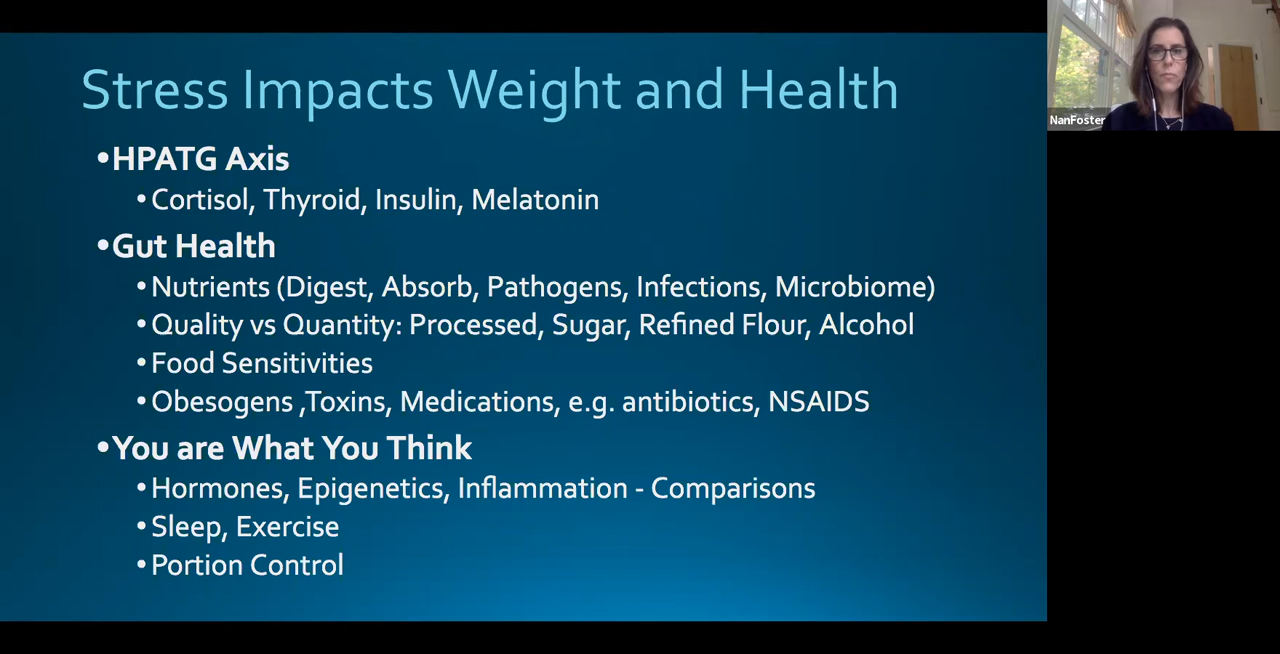 Stress Impacts Weight and Health
•HPATG Axis
•Cortisol, Thyroid, Insulin, Melatonin
•Gut Health
•Nutrients (Digest, Absorb, Pathogens, Infections, Microbiome)
•Quality vs Quantity: Processed, Sugar, Refined Flour, Alcohol
•Food Sensitivities
•Obesogens ,Toxins, Medications, e.g. antibiotics, NSAIDS
•You are What You Think
•Hormones, Epigenetics, Inflammation - Comparisons
•Sleep, Exercise
•Portion Control
NanFoster